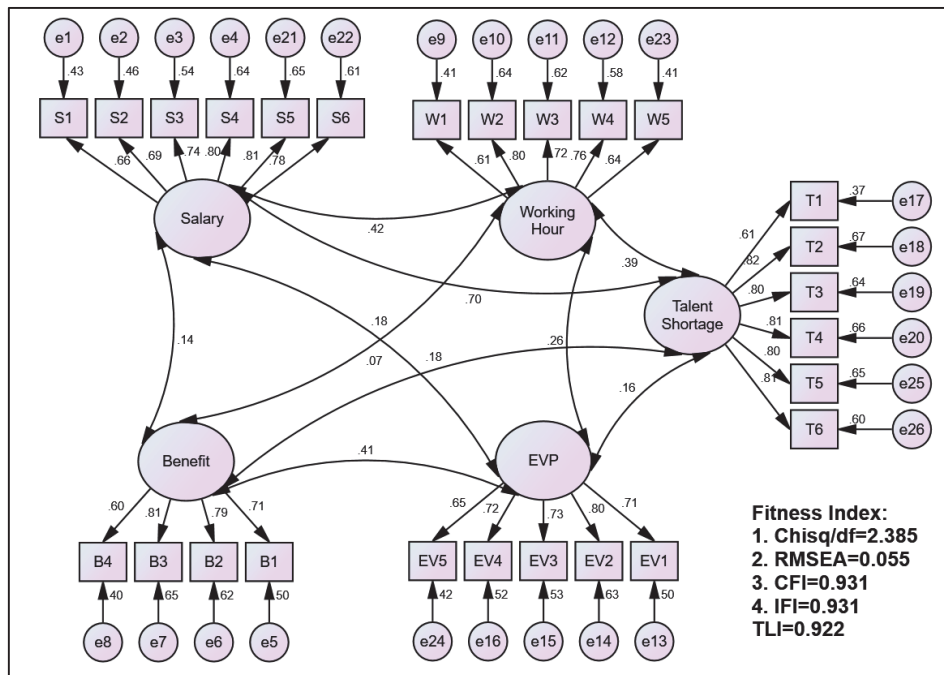 e1 e2 e3 e4 e21 e22 e9 e10 e11 e12 e23
.43 .46 .54 .64 .65 .61 .41 .64 .62 .58 .41
S1 S2 S3 S4 S5 S6 W1 W2 W3 W4 W5
.66 .69 .74 .80 .81 .78 .61 .80 .72 .76 .64
Salary
Working
Hour
T1 .37 e17
.61
T2 .67 e18
.82
T3 .64 e19
.80
T4 .66 e20
.81
T5 .65 e25
.80
T6 .60 e26
.81
Talent
Shortage
.42
.39
.70
.18
.07
.18
.26
.14
.16
.41
Benefit
EVP
.60 .81 .79 .71 .65 .72 .73 .80 .71
B4 B3 B2 B1 EV5 EV4 EV3 EV2 EV1
.40 .65 .62 .50 .42 .52 .53 .63 .50
e8 e7 e6 e5 e24 e16 e15 e14 e13
Fitness Index:
1. Chisq/df=2.385
2. RMSEA=0.055
3. CFI=0.931
4. IFI=0.931
TLI=0.922